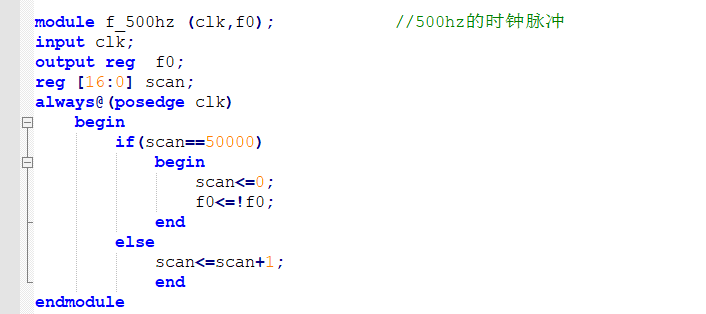 module f_500hz (clk,f0);            //500hz的时钟脉冲
input clk;
output reg  f0;
reg [16:0] scan;
always@(posedge clk)
    begin
        if(scan==50000)
            begin
                scan<=0;
                f0<=!f0;
            end
        else
            scan<=scan+1;
            end
endmodule